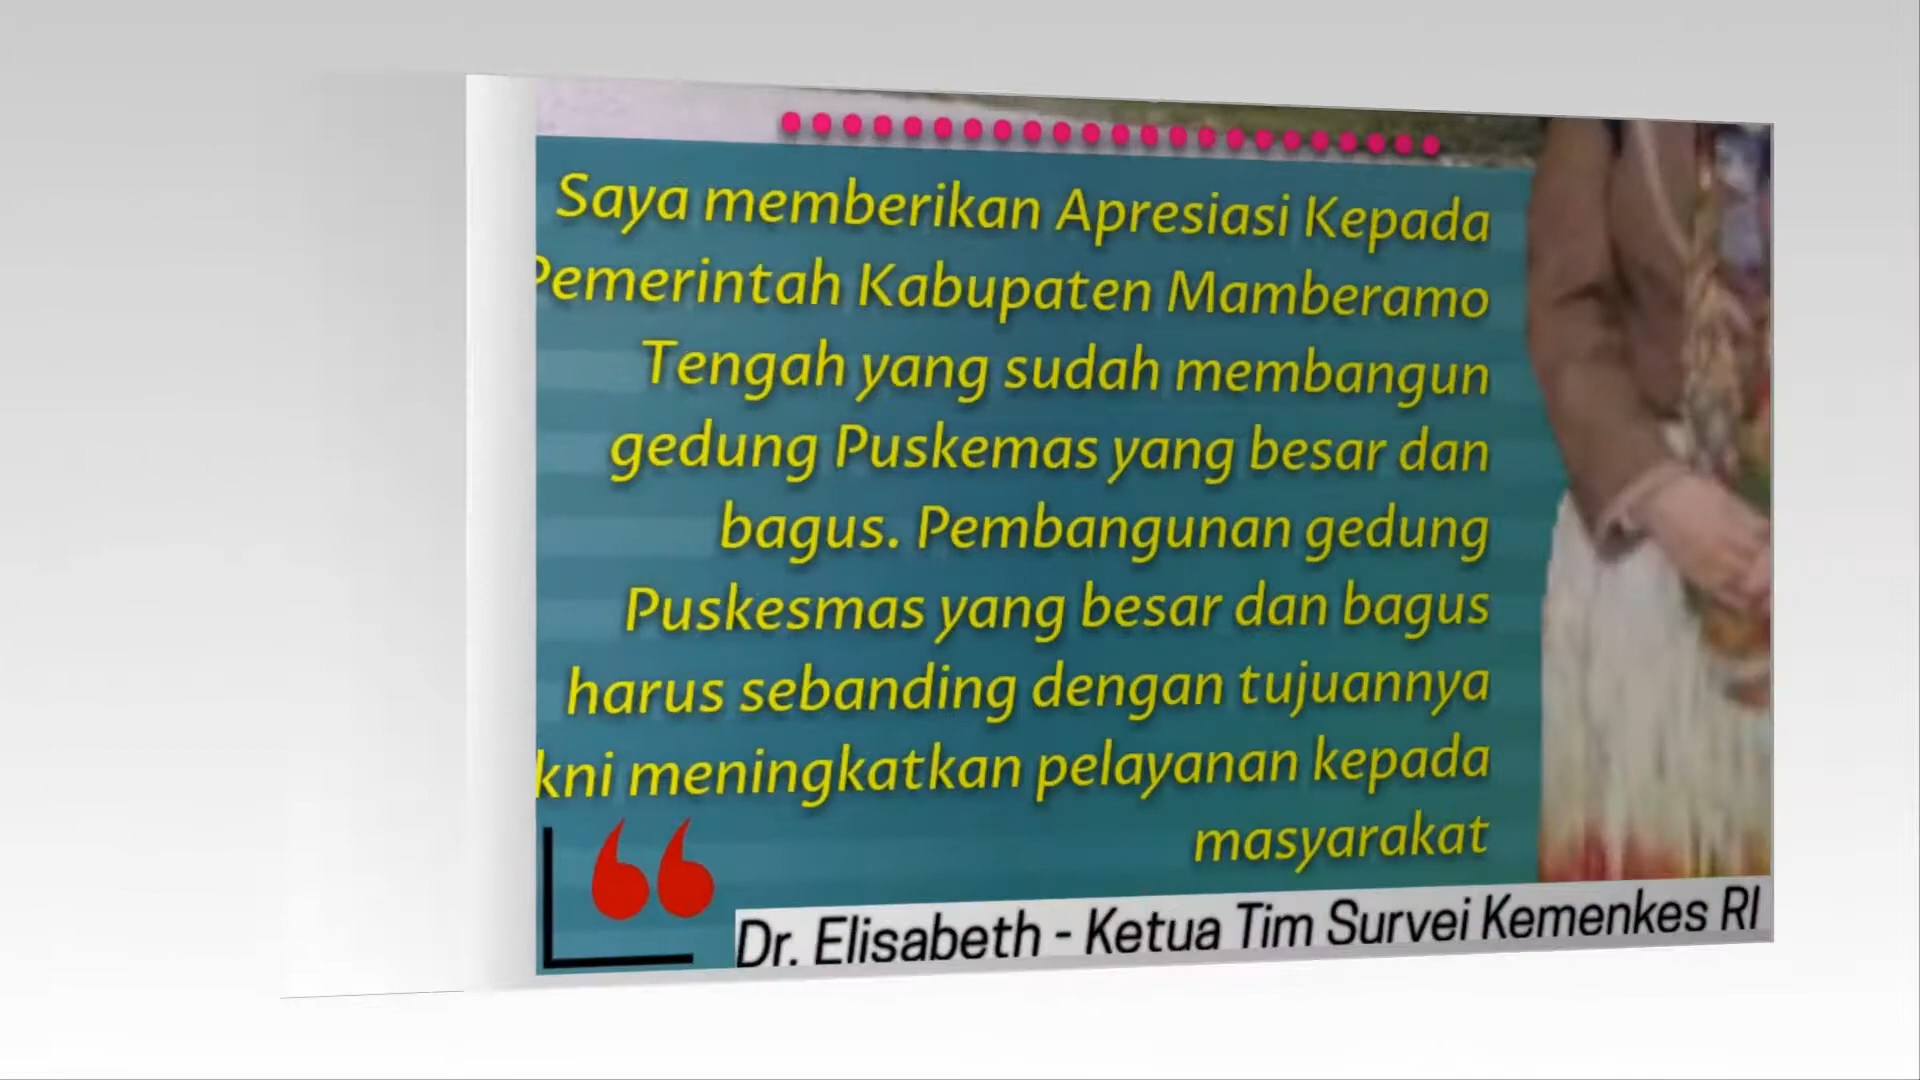 Saya memberikan Apresiasi Kepada
Pemerintah Kabupaten Mamberamo
Tengah yang sudah membangun
gedung Puskemas yang besar dan
bagus. Pembangunan gedung
Puskesmas yang besar dan bagus
harus sebanding dengan tujuannya
kni meningkatkan pelayanan kepada
masyarakat
Dr. Elisabeth - Ketua Tim Survei Kemenkes RI